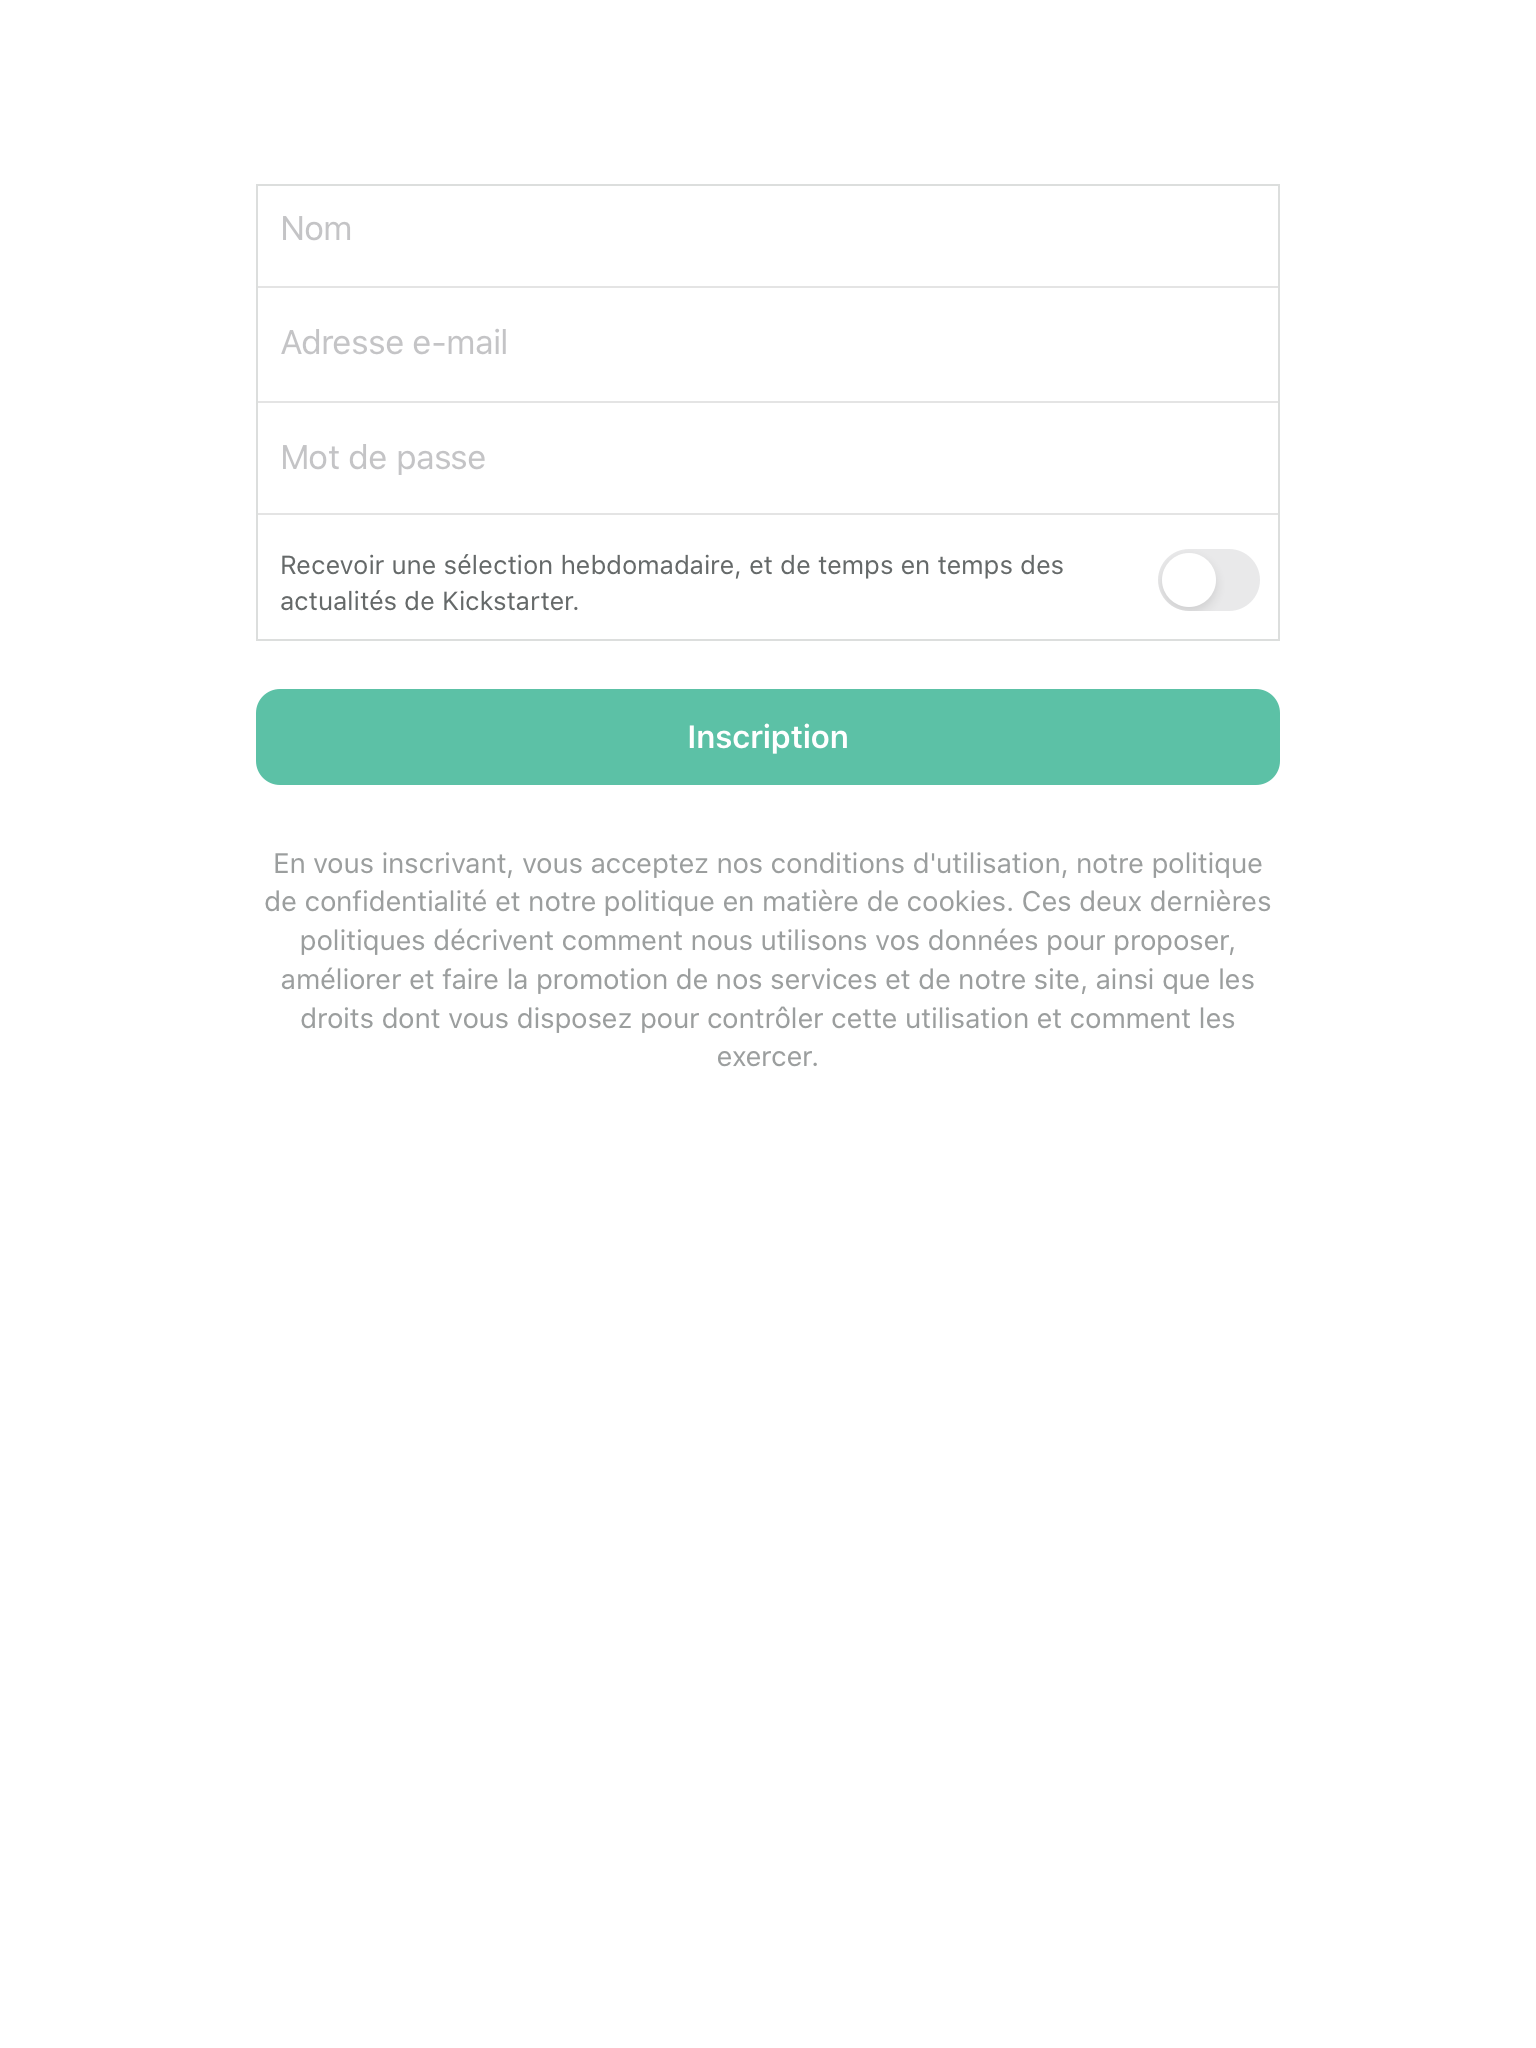 Nom
Adresse e-mail
Mot de passe
Recevoir une sélection hebdomadaire, et de temps en temps des
actualités de Kickstarter.
Inscription
En vous inscrivant, vous acceptez nos conditions d'utilisation, notre politique
de confidentialité et notre politique en matière de cookies. Ces deux dernières
politiques décrivent comment nous utilisons vos données pour proposer,
améliorer et faire la promotion de nos services et de notre site, ainsi que les
droits dont vous disposez pour contrôler cette utilisation et comment les
exercer.